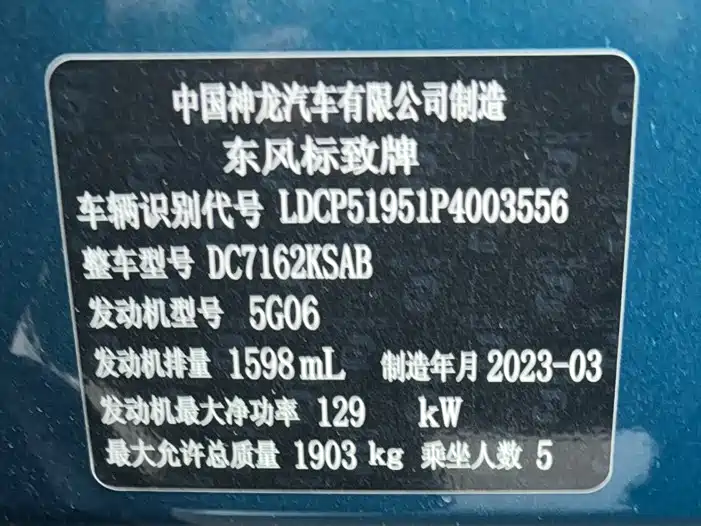 中国神龙汽车有限公司制造
东风标致牌
车辆识别代号 LDCP51951P4003556
整车型号 DC7162KSAB
发动机型号 5G06
发动机排量 1598 mL 制造年月 2023-03
发动机最大净功率 129 kW
最大允许总质量 1903 kg 乘坐人数 5